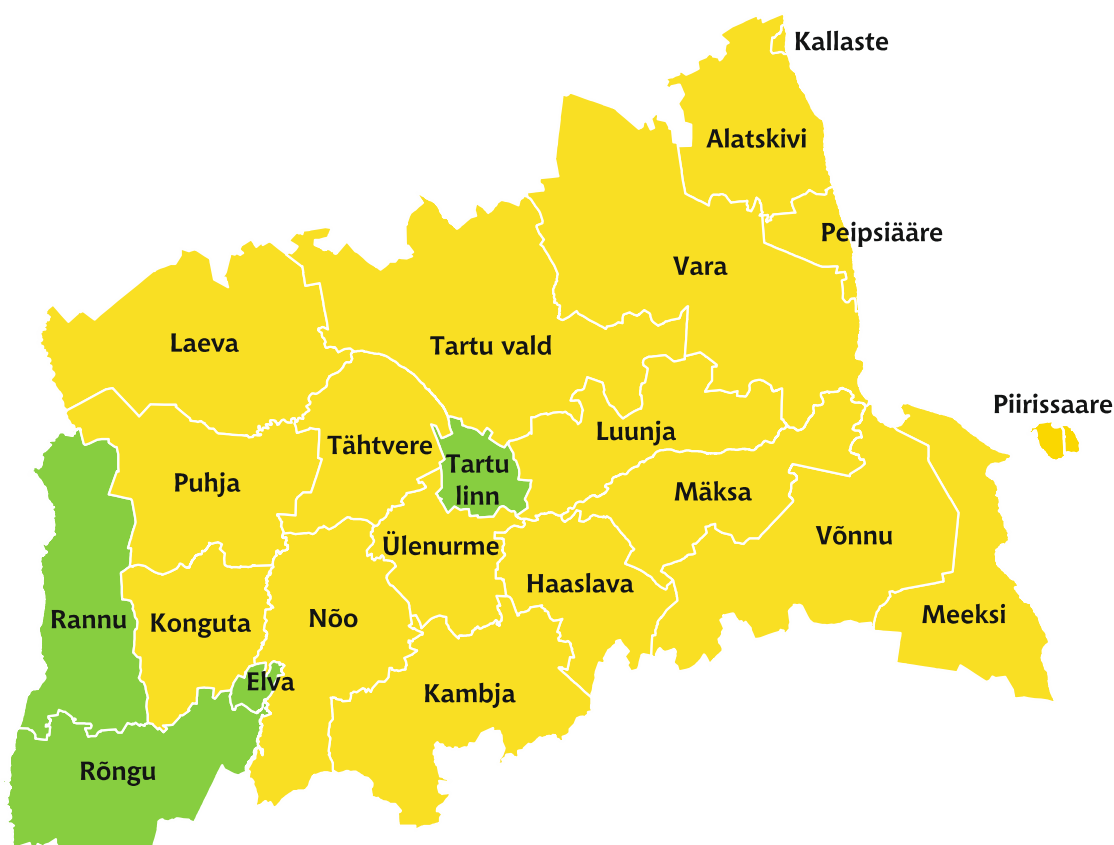 Kallaste
Alatskivi
Peipsiääre
Vara
Laeva
Tartu vald
Piirissaare
Luunja
Tähtvere
Tartu
linn
Puhja
Mäksa
Võnnu
Ülenurme
Haaslava
Rannu
Konguta
Nõo
Meeksi
Elva
Kambja
Rõngu